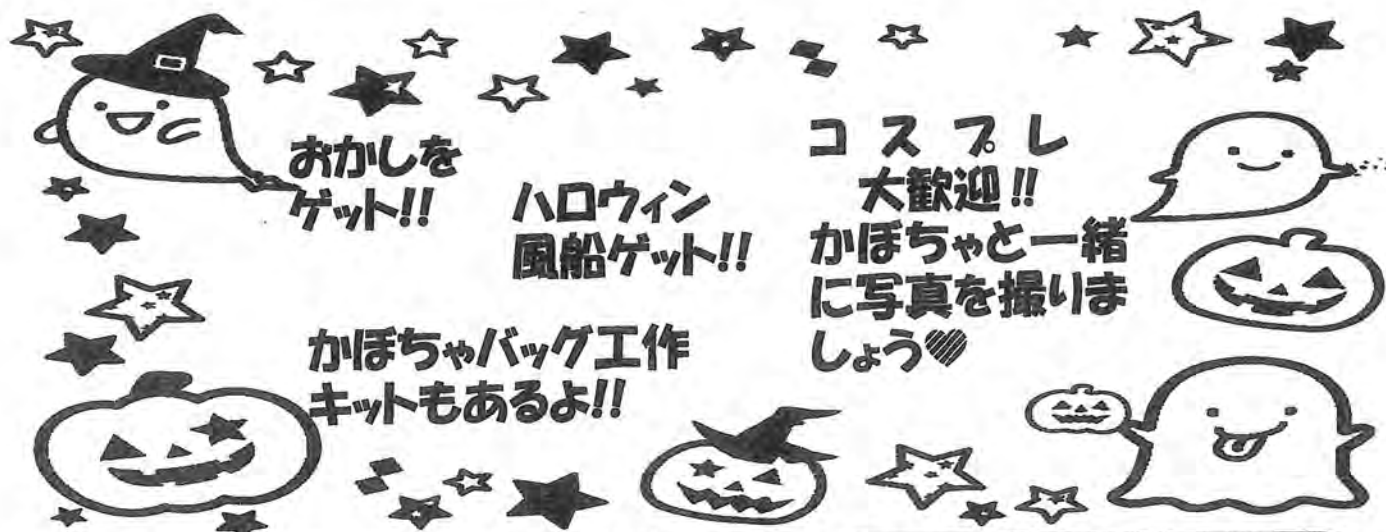 おかしを
ゲット!!
ハロウィン
風船ゲット!!
コスプレ
大歓迎!!
かぼちゃと一緒
に写真を撮りま
しょう♥
かぼちゃバッグ工作
キットもあるよ!!